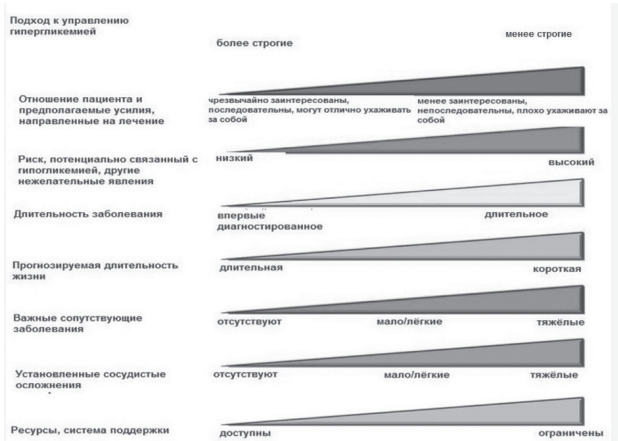 Подход к управлению
гипергликемией
более строгие
менее строгие
Отношение пациента и
предполагаемые усилия,
направленные на лечение
чрезвычайно заинтересованы,
последовательны, могут отлично ухаживать
за собой
менее заинтересованы,
непоследовательны, плохо ухаживают за
собой
Риск, потенциально связанный с
гипогликемией, другие
нежелательные явления
низкий
высокий
Длительность заболевания
впервые
диагностированное
длительное
Прогнозируемая длительность
жизни
длительная
короткая
Важные сопутствующие
заболевания
отсутствуют
мало/лёгкие
тяжёлые
Установленные сосудистые
осложнения
отсутствуют
мало/лёгкие
тяжёлые
Ресурсы, система поддержки
доступны
ограничены